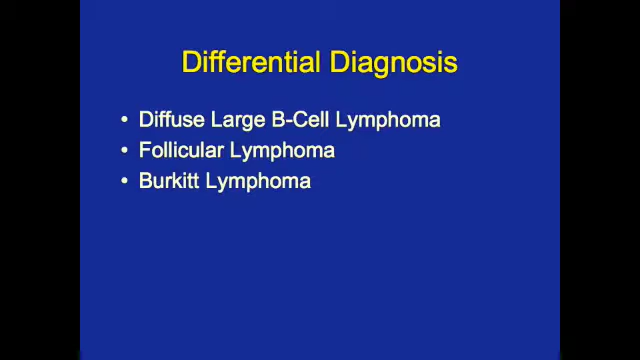 Differential Diagnosis
• Diffuse Large B-Cell Lymphoma
• Follicular Lymphoma
• Burkitt Lymphoma